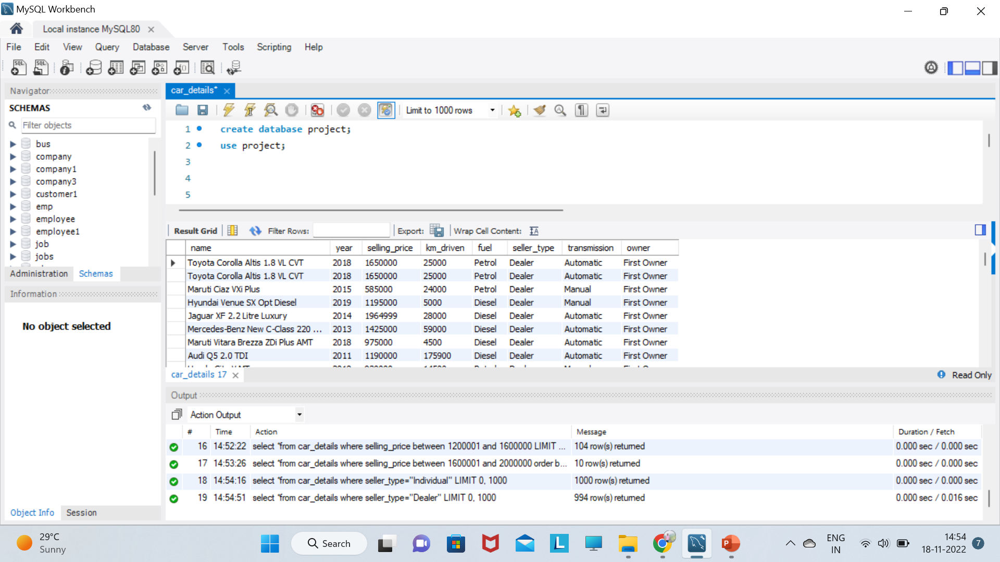 MySQL Workbench
Local instance MySQL80
File Edit View Query Database Server Tools Scripting Help
Navigator
SCHEMAS
Filter objects
bus
company
company1
company3
customer1
emp
employee
employee1
job
jobs
Administration Schemas
Information
No object selected
Object Info Session
car_details*
Limit to 1000 rows
1 create database project;
2 use project;
3
4
5
Result Grid Filter Rows: Export: Wrap Cell Content:
name year selling_price km_driven fuel seller_type transmission owner
Toyota Corolla Altis 1.8 VL CVT 2018 1650000 25000 Petrol Dealer Automatic First Owner
Toyota Corolla Altis 1.8 VL CVT 2018 1650000 25000 Petrol Dealer Automatic First Owner
Maruti Ciaz VXi Plus 2015 585000 24000 Petrol Dealer Manual First Owner
Hyundai Venue SX Opt Diesel 2019 1195000 5000 Diesel Dealer Manual First Owner
Jaguar XF 2.2 Litre Luxury 2014 1964999 28000 Diesel Dealer Automatic First Owner
Mercedes-Benz New C-Class 220 ... 2013 1425000 59000 Diesel Dealer Automatic First Owner
Maruti Vitara Brezza ZDi Plus AMT 2018 975000 4500 Diesel Dealer Automatic First Owner
Audi Q5 2.0 TDI 2011 1190000 175900 Diesel Dealer Automatic First Owner
car_details 17 Read Only
Output
Action Output
# Time Action Message Duration / Fetch
16 14:52:22 select *from car_details where selling_price between 1200001 and 1600000 LIMIT ... 104 row(s) returned 0.000 sec / 0.000 sec
17 14:53:26 select *from car_details where selling_price between 1600001 and 2000000 order b... 10 row(s) returned 0.000 sec / 0.000 sec
18 14:54:16 select *from car_details where seller_type="Individual" LIMIT 0, 1000 1000 row(s) returned 0.000 sec / 0.000 sec
19 14:54:51 select *from car_details where seller_type="Dealer" LIMIT 0, 1000 994 row(s) returned 0.000 sec / 0.016 sec
29°C
Sunny
Search
ENG
IN
14:54
18-11-2022
7